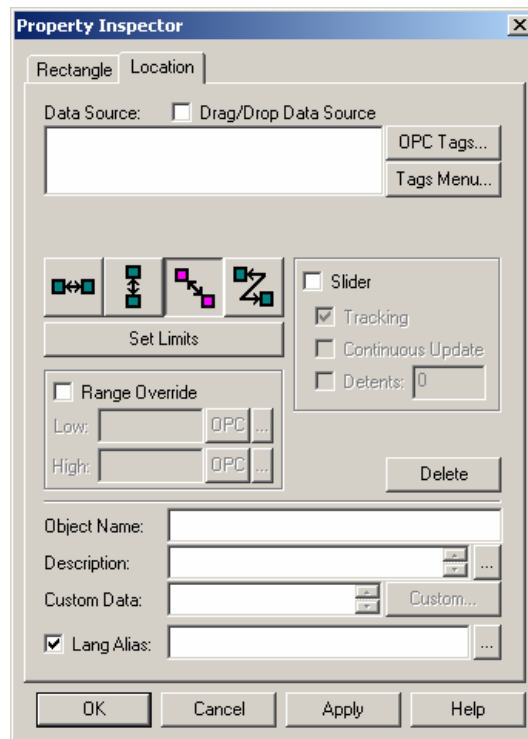 Property Inspector
Rectangle Location
Data Source: Drag/Drop Data Source
OPC Tags...
Tags Menu...
Slider
Tracking
Set Limits
Continuous Update
Detents: 0
Range Override
Low: OPC ...
High: OPC ...
Delete
Object Name:
Description: ...
Custom Data: Custom...
Lang Alias: ...
OK Cancel Apply Help